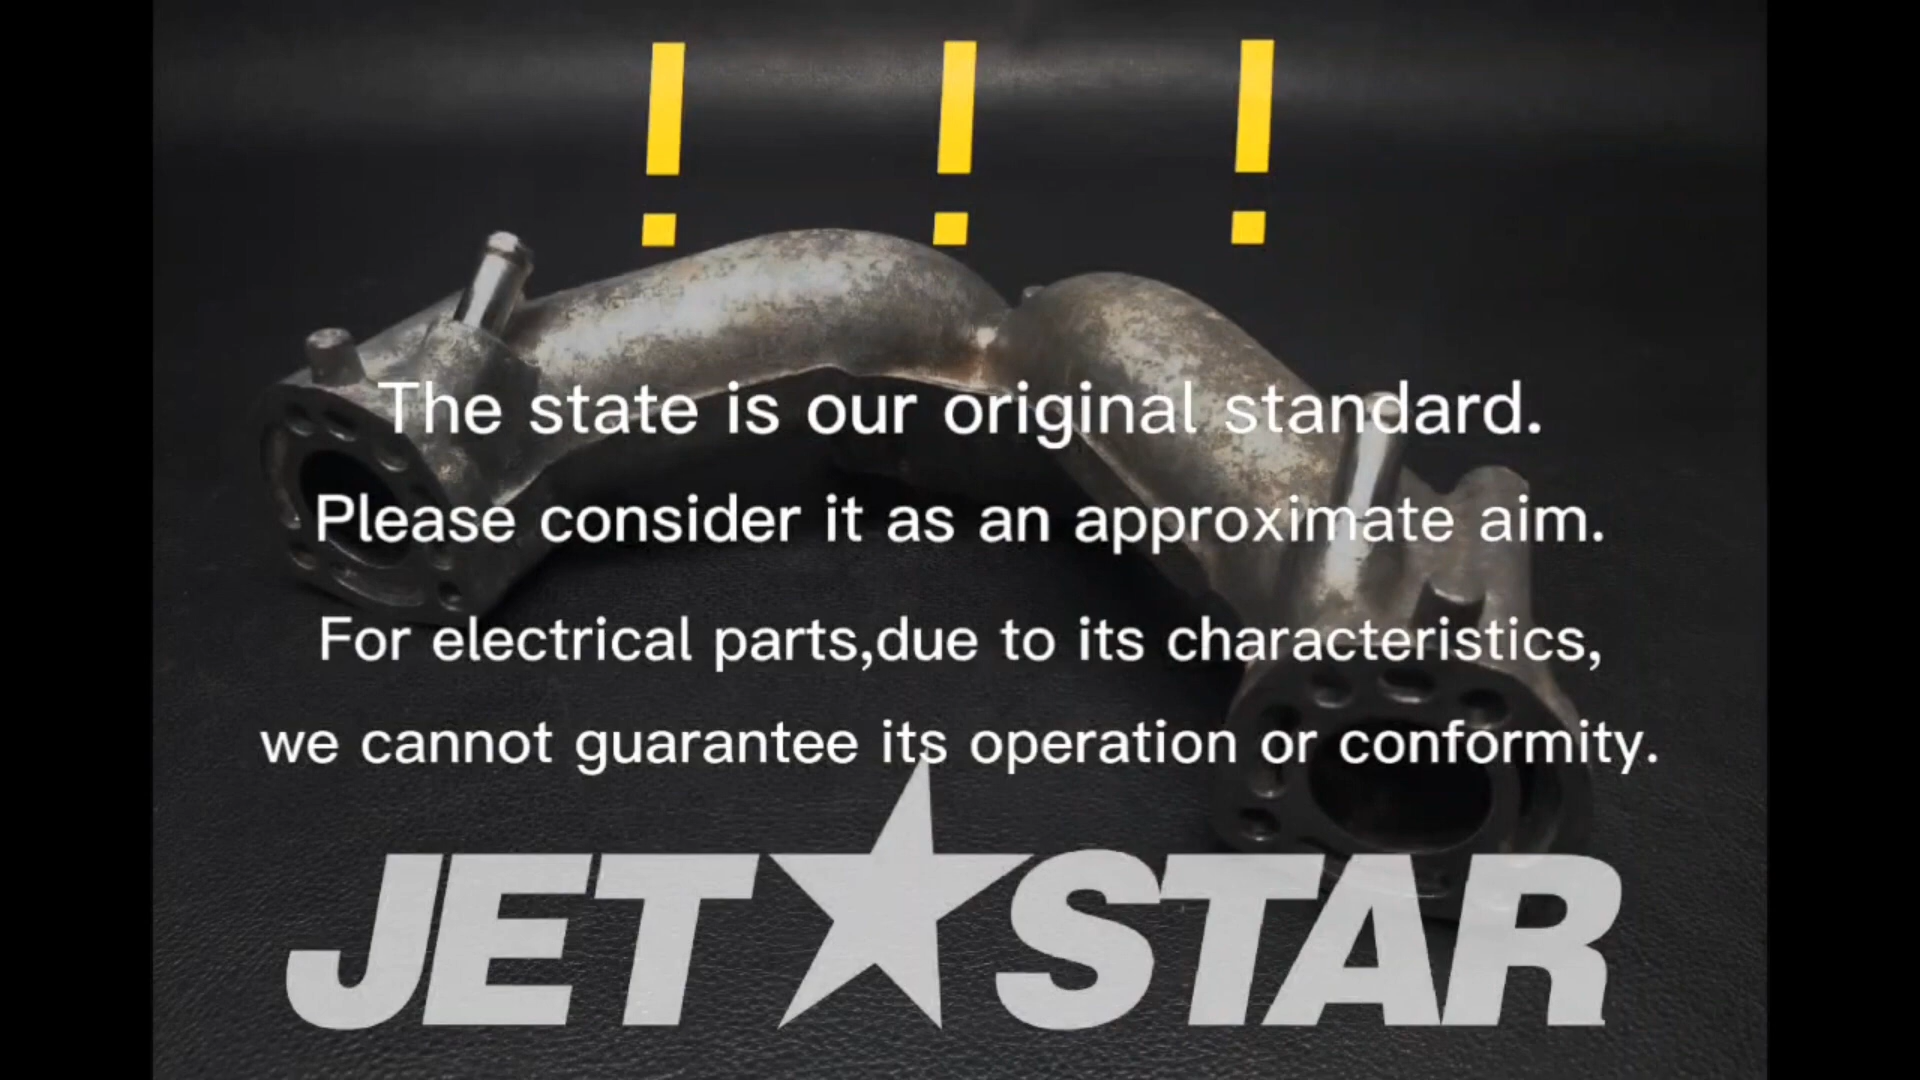 ! ! !
The state is our original standard.
Please consider it as an approximate aim.
For electrical parts,due to its characteristics,
we cannot guarantee its operation or conformity.
JET★STAR